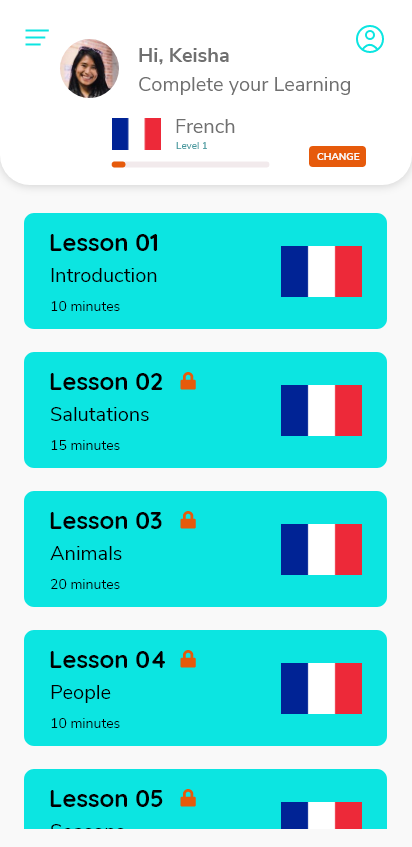 Hi, Keisha
Complete your Learning
French
Level 1
CHANGE
Lesson 01
Introduction
10 minutes
Lesson 02
Salutations
15 minutes
Lesson 03
Animals
20 minutes
Lesson 04
People
10 minutes
Lesson 05